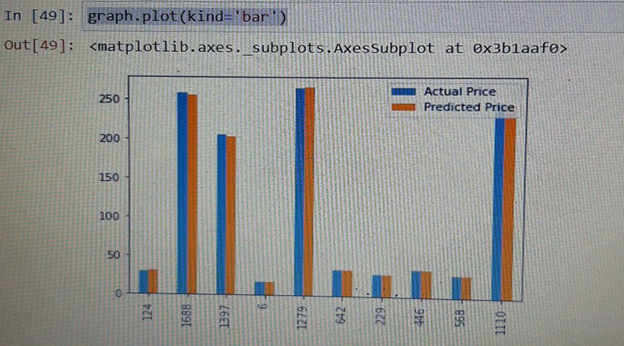 In [49]: graph.plot(kind='bar')
Out[49]: <matplotlib.axes._subplots.AxesSubplot at 0x3b1aaf0>
Actual Price
Predicted Price
250
200
150
100
50
0
124 1688 1397 6 1279 642 229 446 568 1110